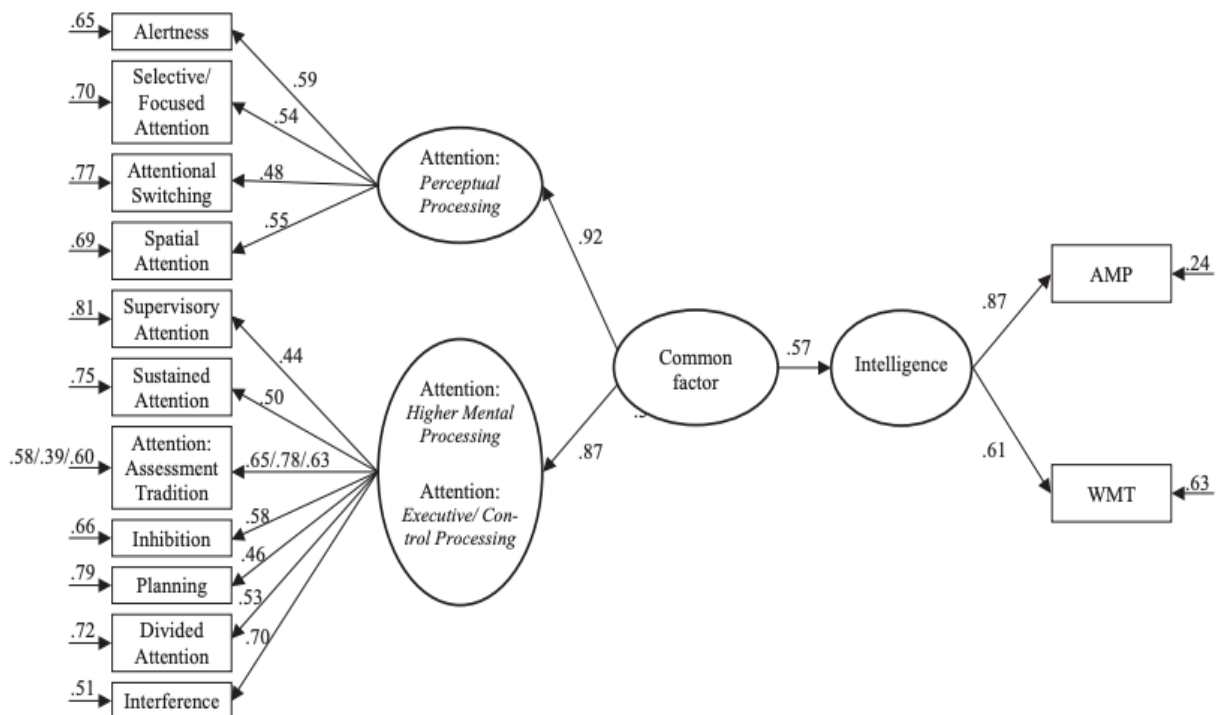 .65
Alertness
.59
Selective/
Focused
Attention
.70
.54
Attentional
Switching
.77
.48
Spatial
Attention
.69
.55
Attention:
Perceptual
Processing
.92
Supervisory
Attention
.81
.44
Sustained
Attention
.75
.50
Attention:
Assessment
Tradition
.58/.39/.60
.65/.78/.63
Inhibition
.66
.58
Planning
.79
.46
Divided
Attention
.72
.53
Interference
.51
.70
Attention:
Higher Mental
Processing
Attention:
Executive/ Con-
trol Processing
.87
Common
factor
.57
Intelligence
.87
AMP
.24
.61
WMT
.63